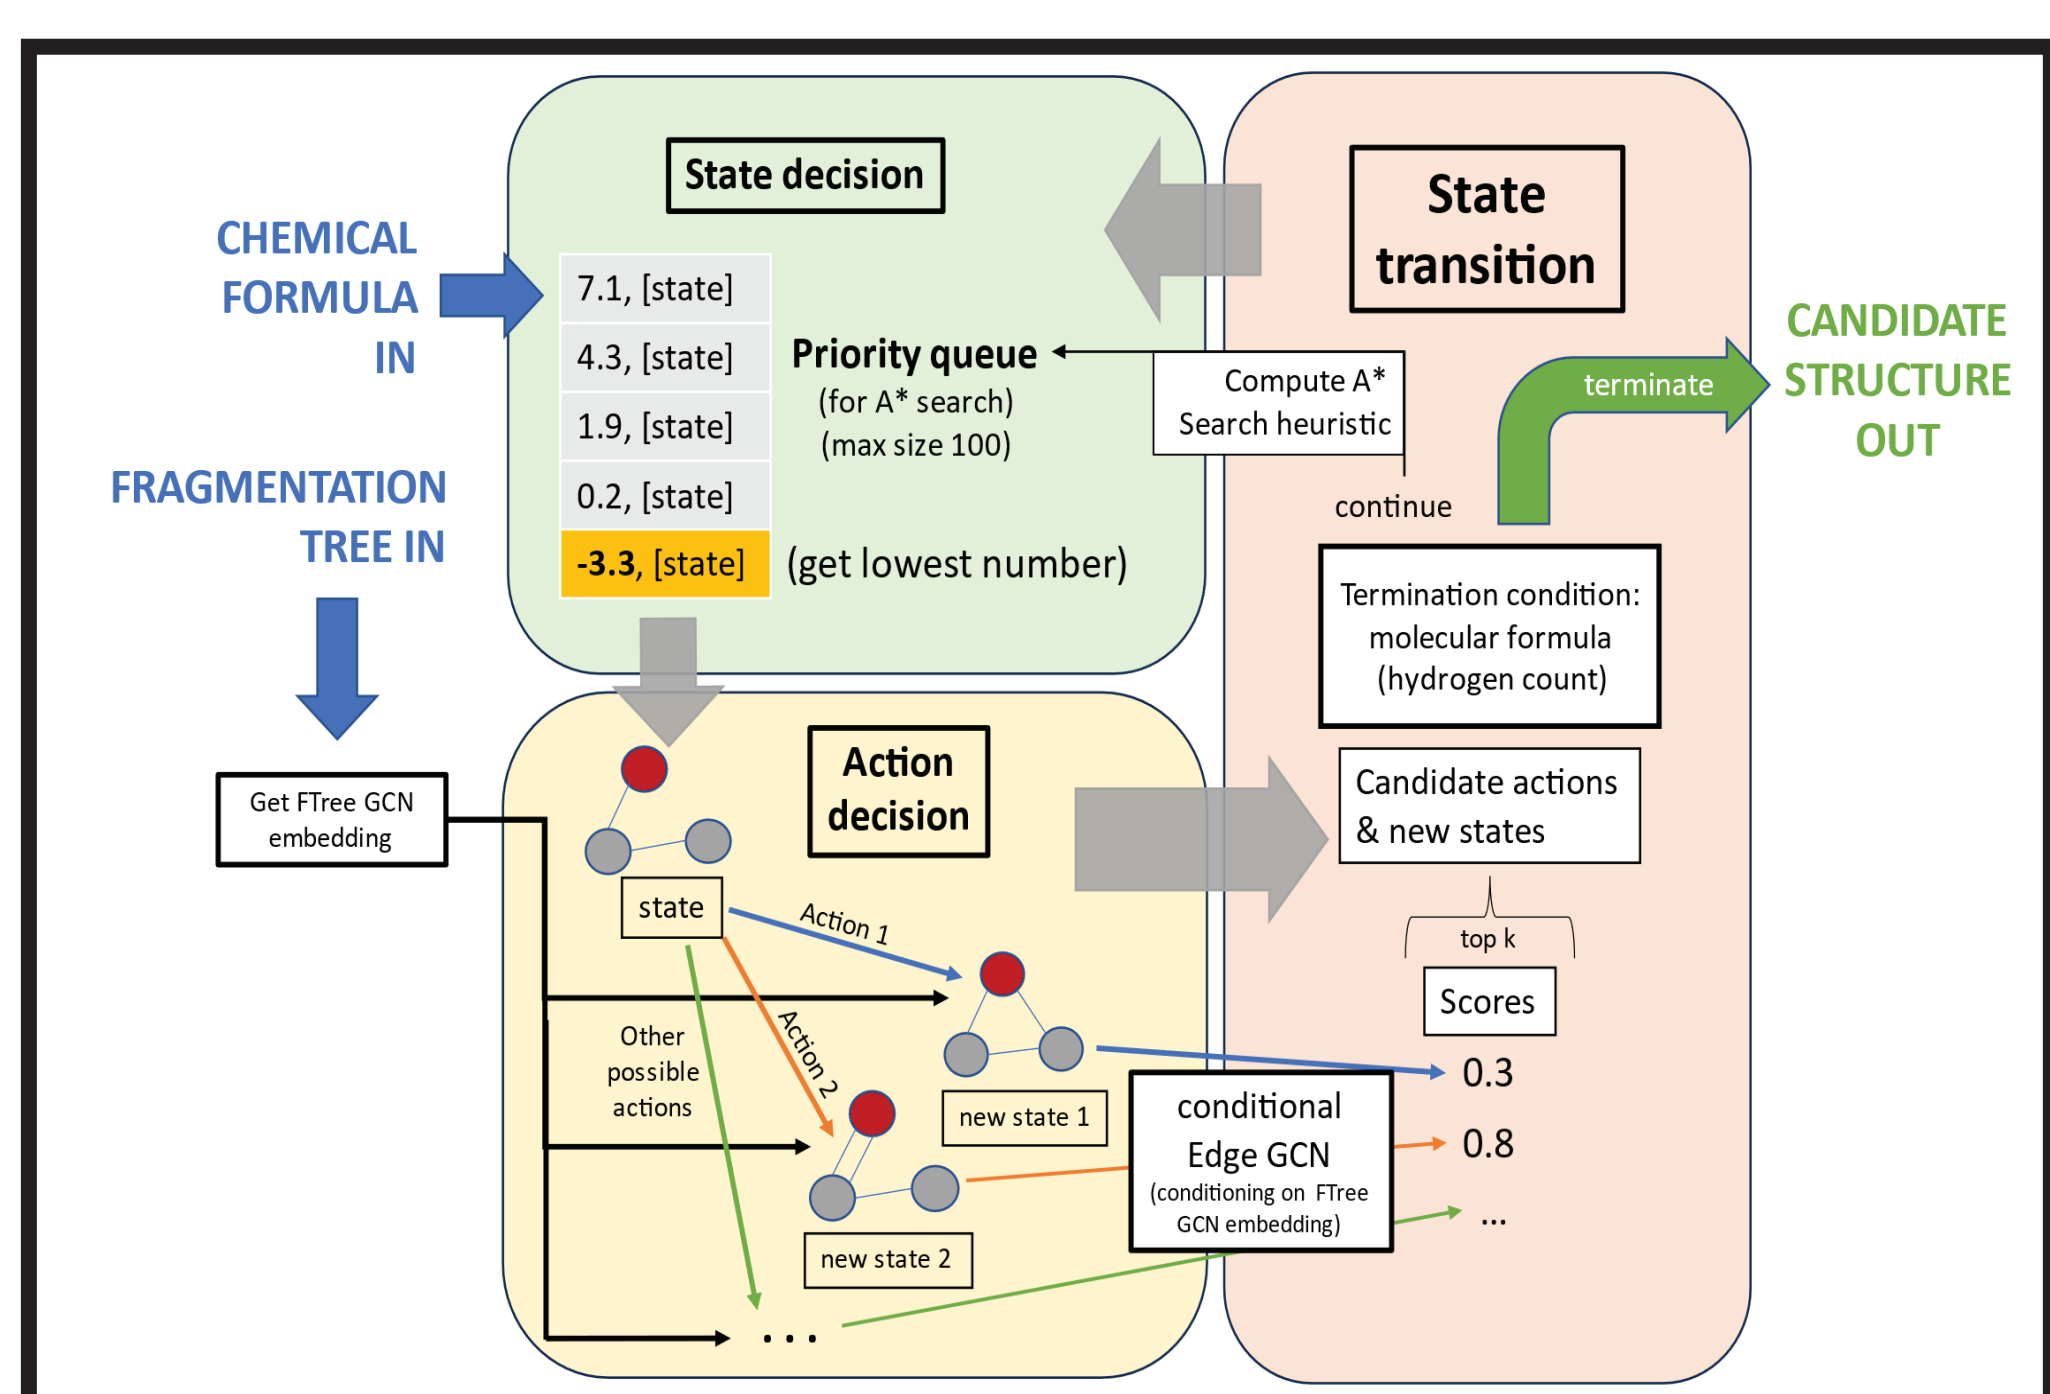 State decision
State
transition
CHEMICAL
FORMULA
IN
7.1, [state]
4.3, [state]
1.9, [state]
0.2, [state]
-3.3, [state]
(get lowest number)
Priority queue
(for A* search)
(max size 100)
Compute A*
Search heuristic
continue
terminate
CANDIDATE
STRUCTURE
OUT
FRAGMENTATION
TREE IN
Termination condition:
molecular formula
(hydrogen count)
Get FTree GCN
embedding
Action
decision
state
Action 1
Action 2
Other
possible
actions
new state 1
new state 2
...
Candidate actions
& new states
top k
Scores
0.3
0.8
...
conditional
Edge GCN
(conditioning on FTree
GCN embedding)